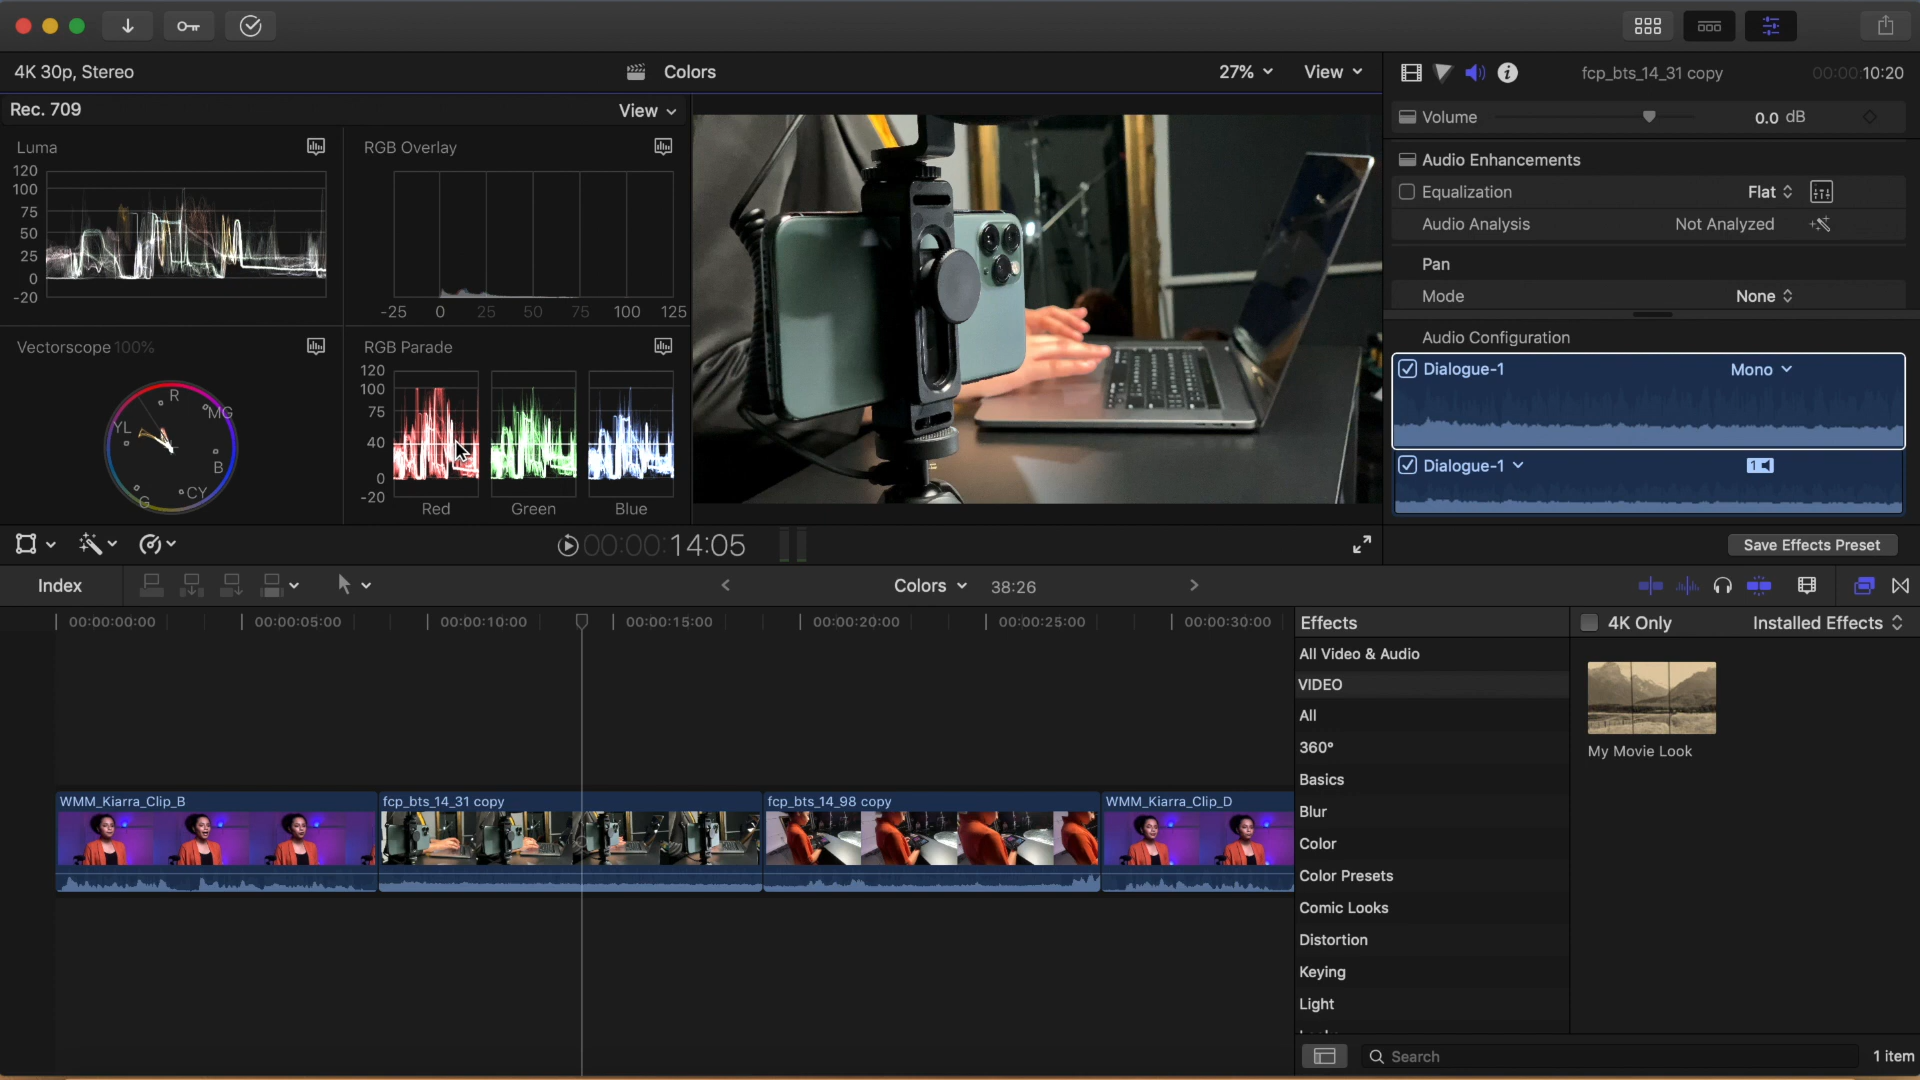 4K 30p, Stereo
Colors
27%
View
fcp_bts_14_31 copy
00:00:10:20
Rec. 709
View
Volume
0.0 dB
Luma
120
100
75
50
25
0
-20
RGB Overlay
-25 0 25 50 75 100 125
Audio Enhancements
Equalization
Flat
Audio Analysis
Not Analyzed
Pan
Mode
None
Vectorscope 100%
R
MG
YL
B
G
CY
RGB Parade
120
100
75
40
0
-20
Red
Green
Blue
Audio Configuration
Dialogue-1
Mono
Dialogue-1
1
00:00:14:05
Save Effects Preset
Index
Colors
38:26
00:00:00:00
00:00:05:00
00:00:10:00
00:00:15:00
00:00:20:00
00:00:25:00
00:00:30:00
Effects
4K Only
Installed Effects
All Video & Audio
VIDEO
All
360°
Basics
Blur
Color
Color Presets
Comic Looks
Distortion
Keying
Light
My Movie Look
WMM_Kiarra_Clip_B
fcp_bts_14_31 copy
fcp_bts_14_98 copy
WMM_Kiarra_Clip_D
Search
1 item